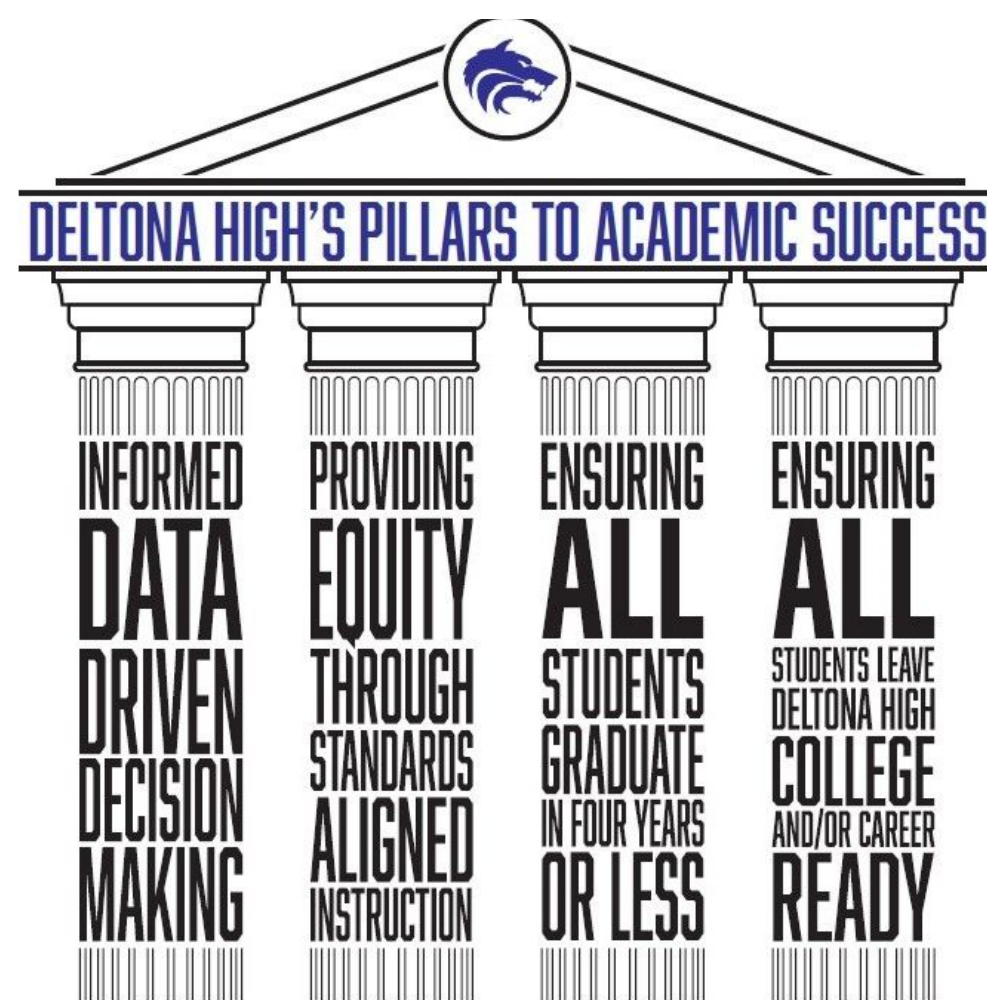 DELTONA HIGH'S PILLARS TO ACADEMIC SUCCESS
INFORMED
DATA
DRIVEN
DECISION
MAKING
PROVIDING
EQUITY
THROUGH
STANDARDS
ALIGNED
INSTRUCTION
ENSURING
ALL
STUDENTS
GRADUATE
IN FOUR YEARS
OR LESS
ENSURING
ALL
STUDENTS LEAVE
DELTONA HIGH
COLLEGE
AND/OR CAREER
READY